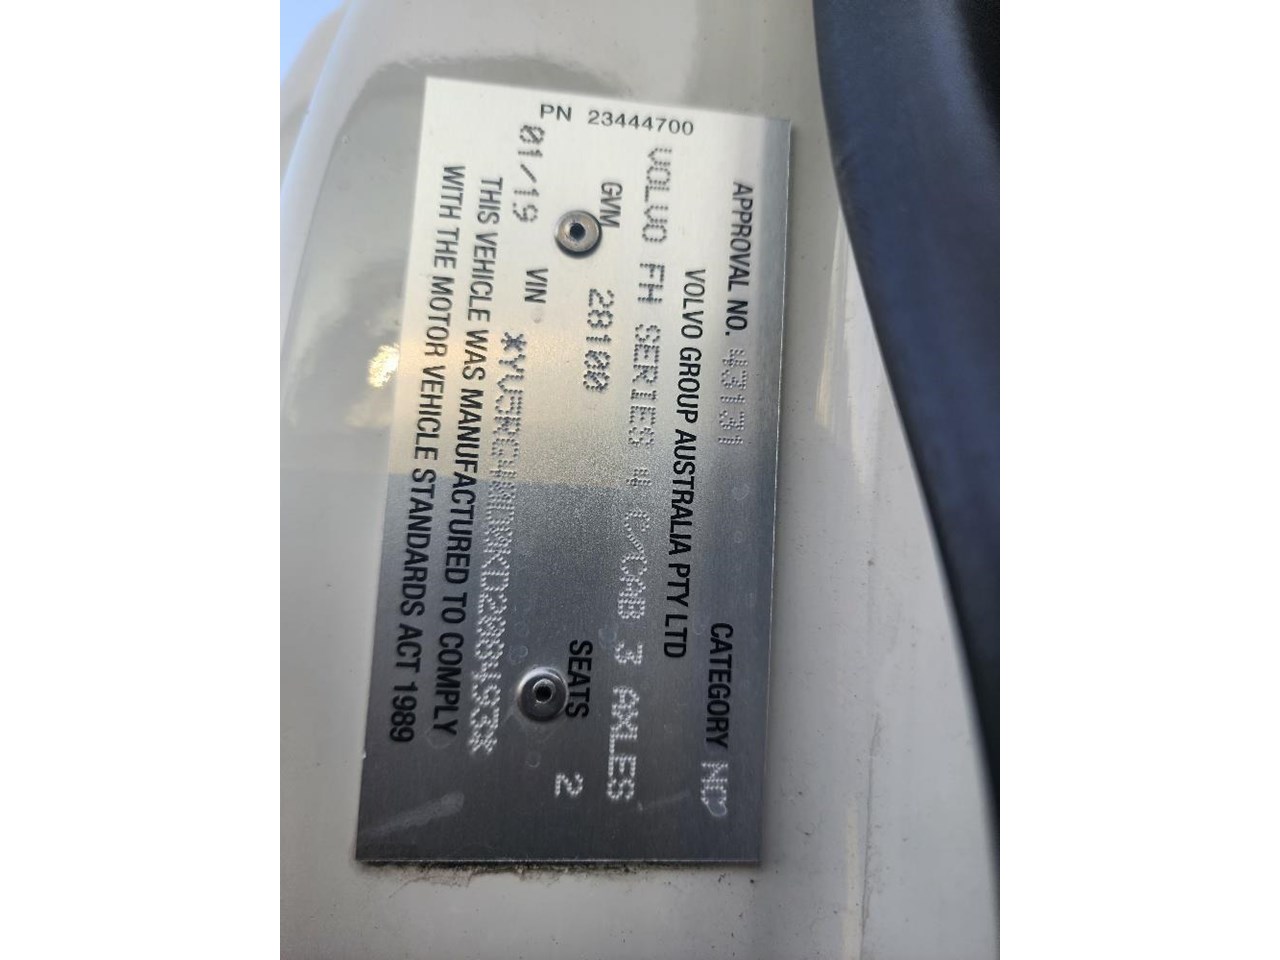 PN 23444700
APPROVAL NO. 43131 CATEGORY NC2
VOLVO GROUP AUSTRALIA PTY LTD
VOLVO FH SERIES 4 C/CAB 3 AXLES
GVM 28100 SEATS 2
01/19 VIN
THIS VEHICLE WAS MANUFACTURED TO COMPLY
WITH THE MOTOR VEHICLE STANDARDS ACT 1989